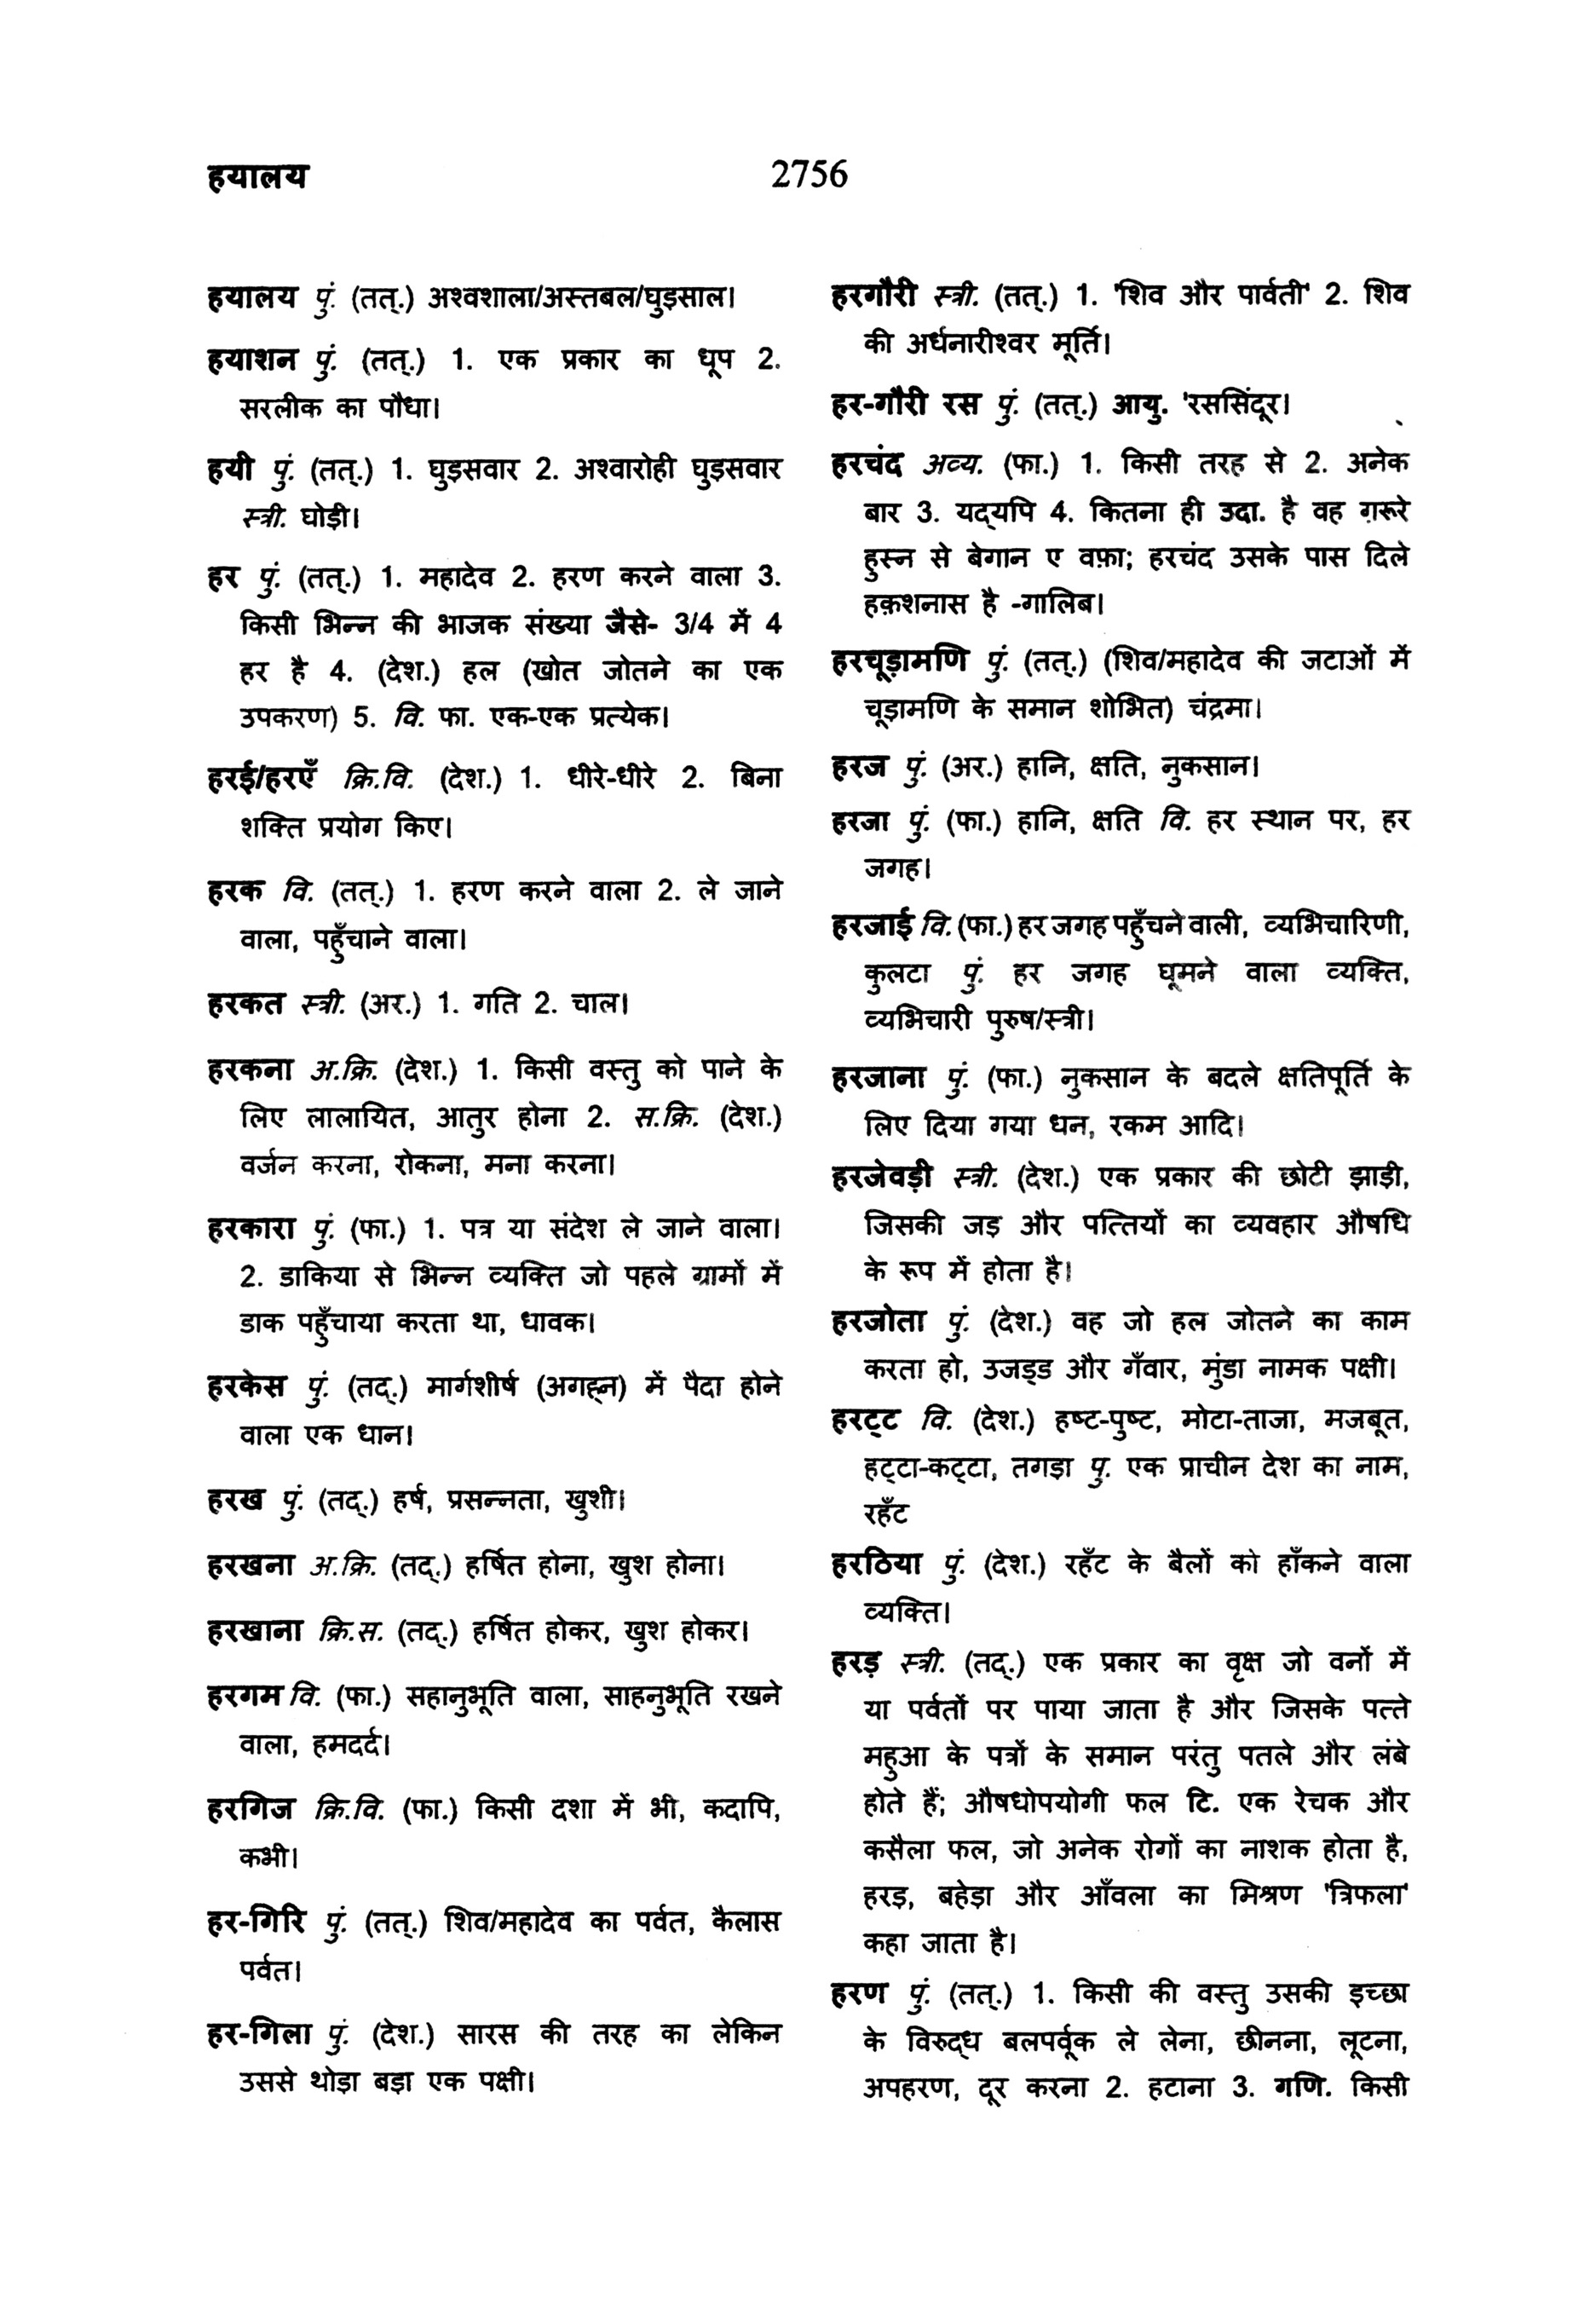 हयालय
2756
हयालय पुं. (तत्.) अश्वशाला/अस्तबल/घुड़साल।
हयाशन पुं. (तत्.) 1. एक प्रकार का धूप 2.
सरलीक का पौधा।
हयी पुं. (तत्.) 1. घुड़सवार 2. अश्वारोही घुड़सवार
स्त्री. घोड़ी।
हर पुं. (तत्.) 1. महादेव 2. हरण करने वाला 3.
किसी भिन्न की भाजक संख्या जैसे- 3/4 में 4
हर है 4. (देश.) हल (खोत जोतने का एक
उपकरण) 5. वि. फा. एक-एक प्रत्येक।
हरई/हरएँ क्रि.वि. (देश.) 1. धीरे-धीरे 2. बिना
शक्ति प्रयोग किए।
हरक वि. (तत्.) 1. हरण करने वाला 2. ले जाने
वाला, पहुँचाने वाला।
हरकत स्त्री. (अर.) 1. गति 2. चाल।
हरकना अ.क्रि. (देश.) 1. किसी वस्तु को पाने के
लिए लालायित, आतुर होना 2. स.क्रि. (देश.)
वर्जन करना, रोकना, मना करना।
हरकारा पुं. (फा.) 1. पत्र या संदेश ले जाने वाला।
2. डाकिया से भिन्न व्यक्ति जो पहले ग्रामों में
डाक पहुँचाया करता था, धावक।
हरकेस पुं. (तद्.) मार्गशीर्ष (अगह्न) में पैदा होने
वाला एक धान।
हरख पुं. (तद्.) हर्ष, प्रसन्नता, खुशी।
हरखना अ.क्रि. (तद्.) हर्षित होना, खुश होना।
हरखाना क्रि.स. (तद्.) हर्षित होकर, खुश होकर।
हरगम वि. (फा.) सहानुभूति वाला, साहनुभूति रखने
वाला, हमदर्द।
हरगिज क्रि.वि. (फा.) किसी दशा में भी, कदापि,
कभी।
हर-गिरि पुं. (तत्.) शिव/महादेव का पर्वत, कैलास
पर्वत।
हर-गिला पुं. (देश.) सारस की तरह का लेकिन
उससे थोड़ा बड़ा एक पक्षी।
हरगौरी स्त्री. (तत्.) 1. 'शिव और पार्वती' 2. शिव
की अर्धनारीश्वर मूर्ति।
हर-गौरी रस पुं. (तत्.) आयु. 'रससिंदूर।
हरचंद अव्य. (फा.) 1. किसी तरह से 2. अनेक
बार 3. यद्यपि 4. कितना ही उदा. है वह ग़रूरे
हुस्न से बेगान ए वफ़ा; हरचंद उसके पास दिले
हक़शनास है -गालिब।
हरचूड़ामणि पुं. (तत्.) (शिव/महादेव की जटाओं में
चूड़ामणि के समान शोभित) चंद्रमा।
हरज पुं. (अर.) हानि, क्षति, नुकसान।
हरजा पुं. (फा.) हानि, क्षति वि. हर स्थान पर, हर
जगह।
हरजाई वि. (फा.) हर जगह पहुँचने वाली, व्यभिचारिणी,
कुलटा पुं. हर जगह घूमने वाला व्यक्ति,
व्यभिचारी पुरुष/स्त्री।
हरजाना पुं. (फा.) नुकसान के बदले क्षतिपूर्ति के
लिए दिया गया धन, रकम आदि।
हरजेवड़ी स्त्री. (देश.) एक प्रकार की छोटी झाड़ी,
जिसकी जड़ और पत्तियों का व्यवहार औषधि
के रूप में होता है।
हरजोता पुं. (देश.) वह जो हल जोतने का काम
करता हो, उजड्ड और गँवार, मुंडा नामक पक्षी।
हरट्ट वि. (देश.) हष्ट-पुष्ट, मोटा-ताजा, मजबूत,
हट्टा-कट्टा, तगड़ा पु. एक प्राचीन देश का नाम,
रहँट
हरठिया पुं. (देश.) रहँट के बैलों को हाँकने वाला
व्यक्ति।
हरड़ स्त्री. (तद्.) एक प्रकार का वृक्ष जो वनों में
या पर्वतों पर पाया जाता है और जिसके पत्ते
महुआ के पत्रों के समान परंतु पतले और लंबे
होते हैं; औषधोपयोगी फल टि. एक रेचक और
कसैला फल, जो अनेक रोगों का नाशक होता है,
हरड़, बहेड़ा और आँवला का मिश्रण 'त्रिफला'
कहा जाता है।
हरण पुं. (तत्.) 1. किसी की वस्तु उसकी इच्छा
के विरुद्ध बलपर्वूक ले लेना, छीनना, लूटना,
अपहरण, दूर करना 2. हटाना 3. गणि. किसी